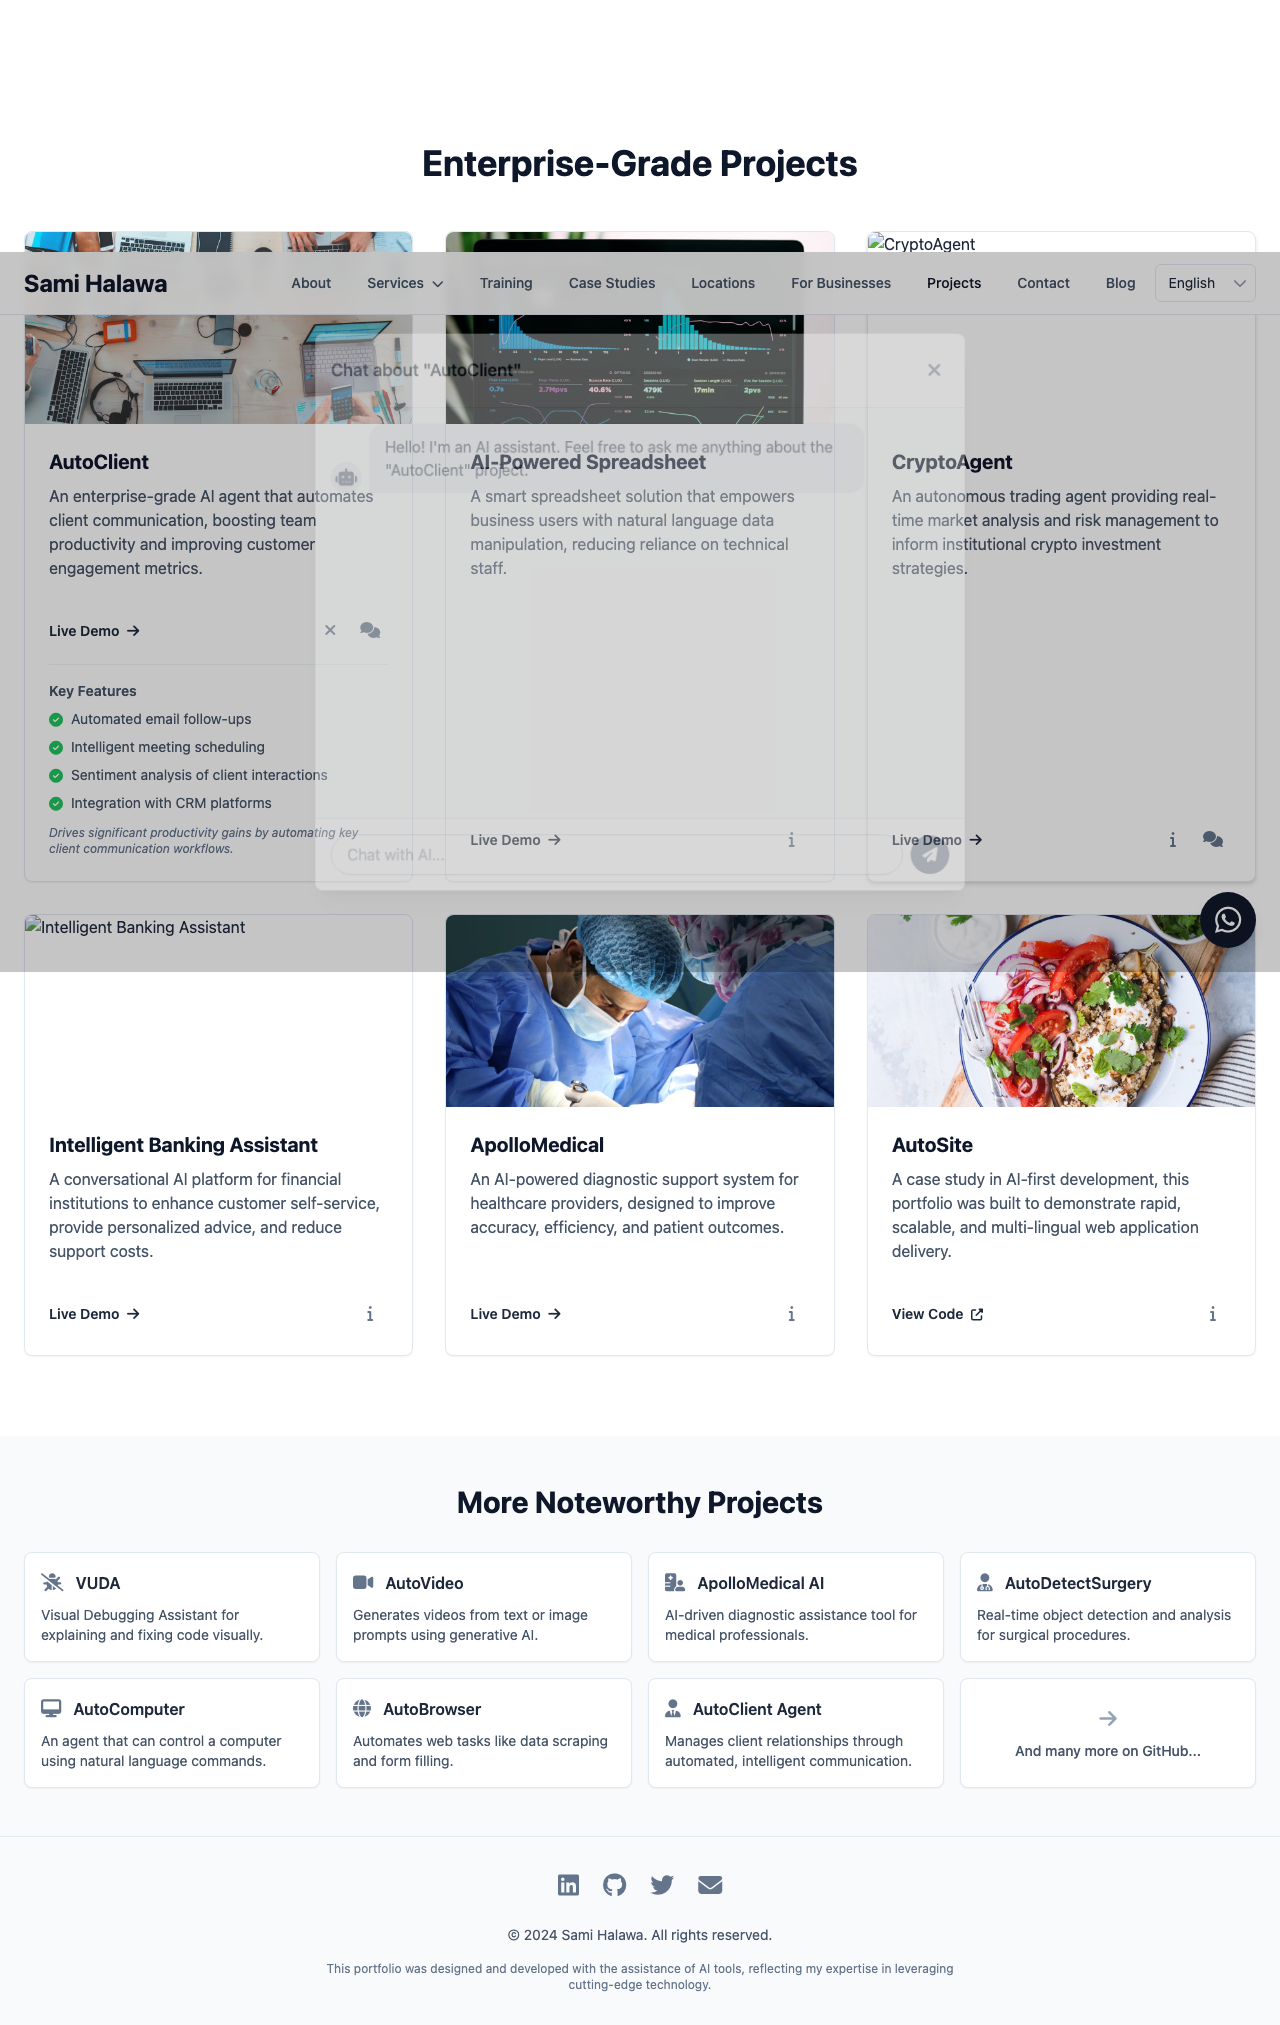 Enterprise-Grade Projects
CryptoAgent
Sami Halawa
About
Services
Training
Case Studies
Locations
For Businesses
Projects
Contact
Blog
English
Chat about "AutoClient"
Hello! I'm an AI assistant. Feel free to ask me anything about the
"AutoClient" project.
AutoClient
An enterprise-grade AI agent that automates
client communication, boosting team
productivity and improving customer
engagement metrics.
Live Demo
Key Features
Automated email follow-ups
Intelligent meeting scheduling
Sentiment analysis of client interactions
Integration with CRM platforms
Drives significant productivity gains by automating key
client communication workflows.
0.7s
2.7Mpvs
40.6%
479K
17min
2pvs
AI-Powered Spreadsheet
A smart spreadsheet solution that empowers
business users with natural language data
manipulation, reducing reliance on technical
staff.
Live Demo
CryptoAgent
An autonomous trading agent providing real-
time market analysis and risk management to
inform institutional crypto investment
strategies.
Live Demo
Chat with AI...
Intelligent Banking Assistant
Intelligent Banking Assistant
A conversational AI platform for financial
institutions to enhance customer self-service,
provide personalized advice, and reduce
support costs.
Live Demo
ApolloMedical
An AI-powered diagnostic support system for
healthcare providers, designed to improve
accuracy, efficiency, and patient outcomes.
Live Demo
AutoSite
A case study in AI-first development, this
portfolio was built to demonstrate rapid,
scalable, and multi-lingual web application
delivery.
View Code
More Noteworthy Projects
VUDA
Visual Debugging Assistant for
explaining and fixing code visually.
AutoVideo
Generates videos from text or image
prompts using generative AI.
ApolloMedical AI
AI-driven diagnostic assistance tool for
medical professionals.
AutoDetectSurgery
Real-time object detection and analysis
for surgical procedures.
AutoComputer
An agent that can control a computer
using natural language commands.
AutoBrowser
Automates web tasks like data scraping
and form filling.
AutoClient Agent
Manages client relationships through
automated, intelligent communication.
And many more on GitHub...
© 2024 Sami Halawa. All rights reserved.
This portfolio was designed and developed with the assistance of AI tools, reflecting my expertise in leveraging
cutting-edge technology.